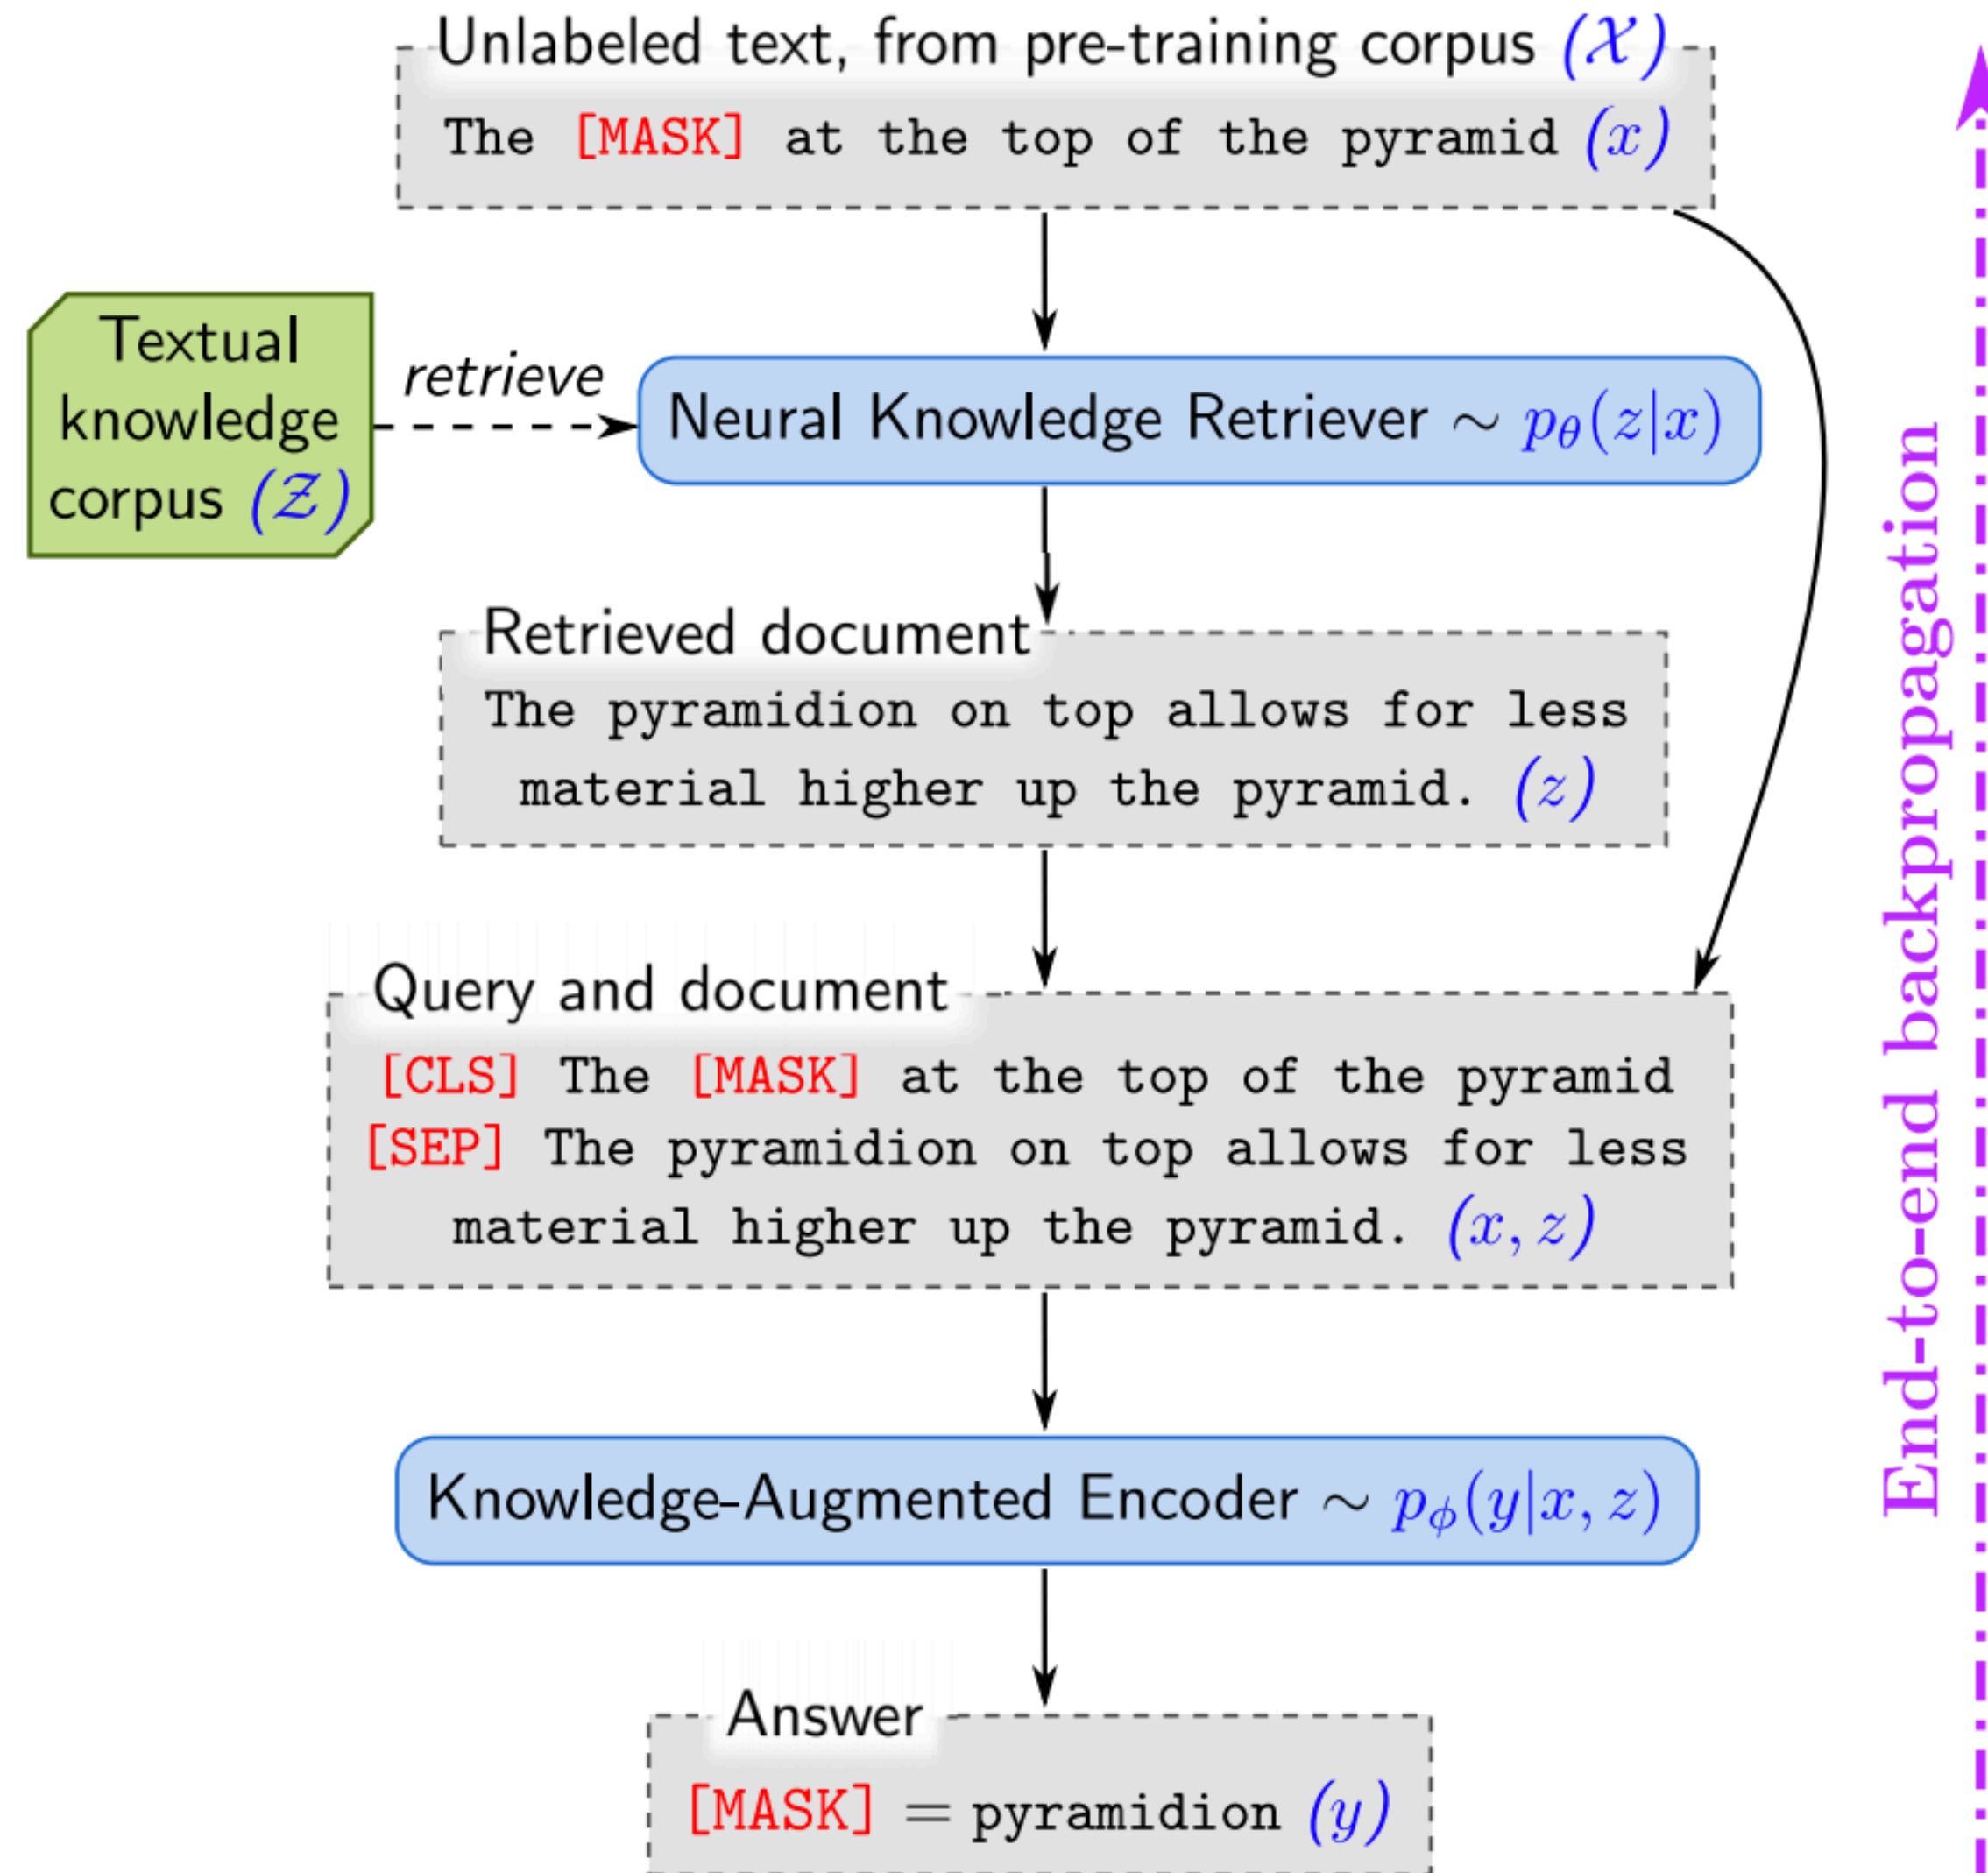 Unlabeled text, from pre-training corpus (𝒳)
The [MASK] at the top of the pyramid (x)
Textual
knowledge
corpus (𝒵)
retrieve
Neural Knowledge Retriever ∼ pθ(z|x)
Retrieved document
The pyramidion on top allows for less
material higher up the pyramid. (z)
Query and document
[CLS] The [MASK] at the top of the pyramid
[SEP] The pyramidion on top allows for less
material higher up the pyramid. (x, z)
Knowledge-Augmented Encoder ∼ pϕ(y|x, z)
Answer
[MASK] = pyramidion (y)
End-to-end backpropagation